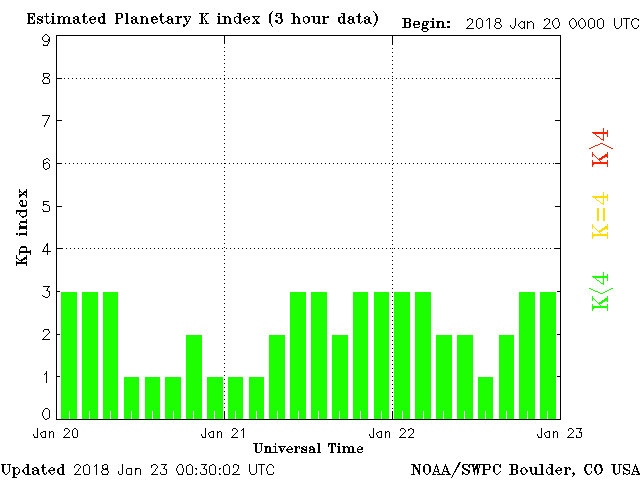 Estimated Planetary K index (3 hour data)
Begin: 2018 Jan 20 0000 UTC
9
8
7
6
5
4
3
2
1
0
Kp index
K>4
K=4
K<4
Jan 20
Jan 21
Jan 22
Jan 23
Universal Time
Updated 2018 Jan 23 00:30:02 UTC
NOAA/SWPC Boulder, CO USA